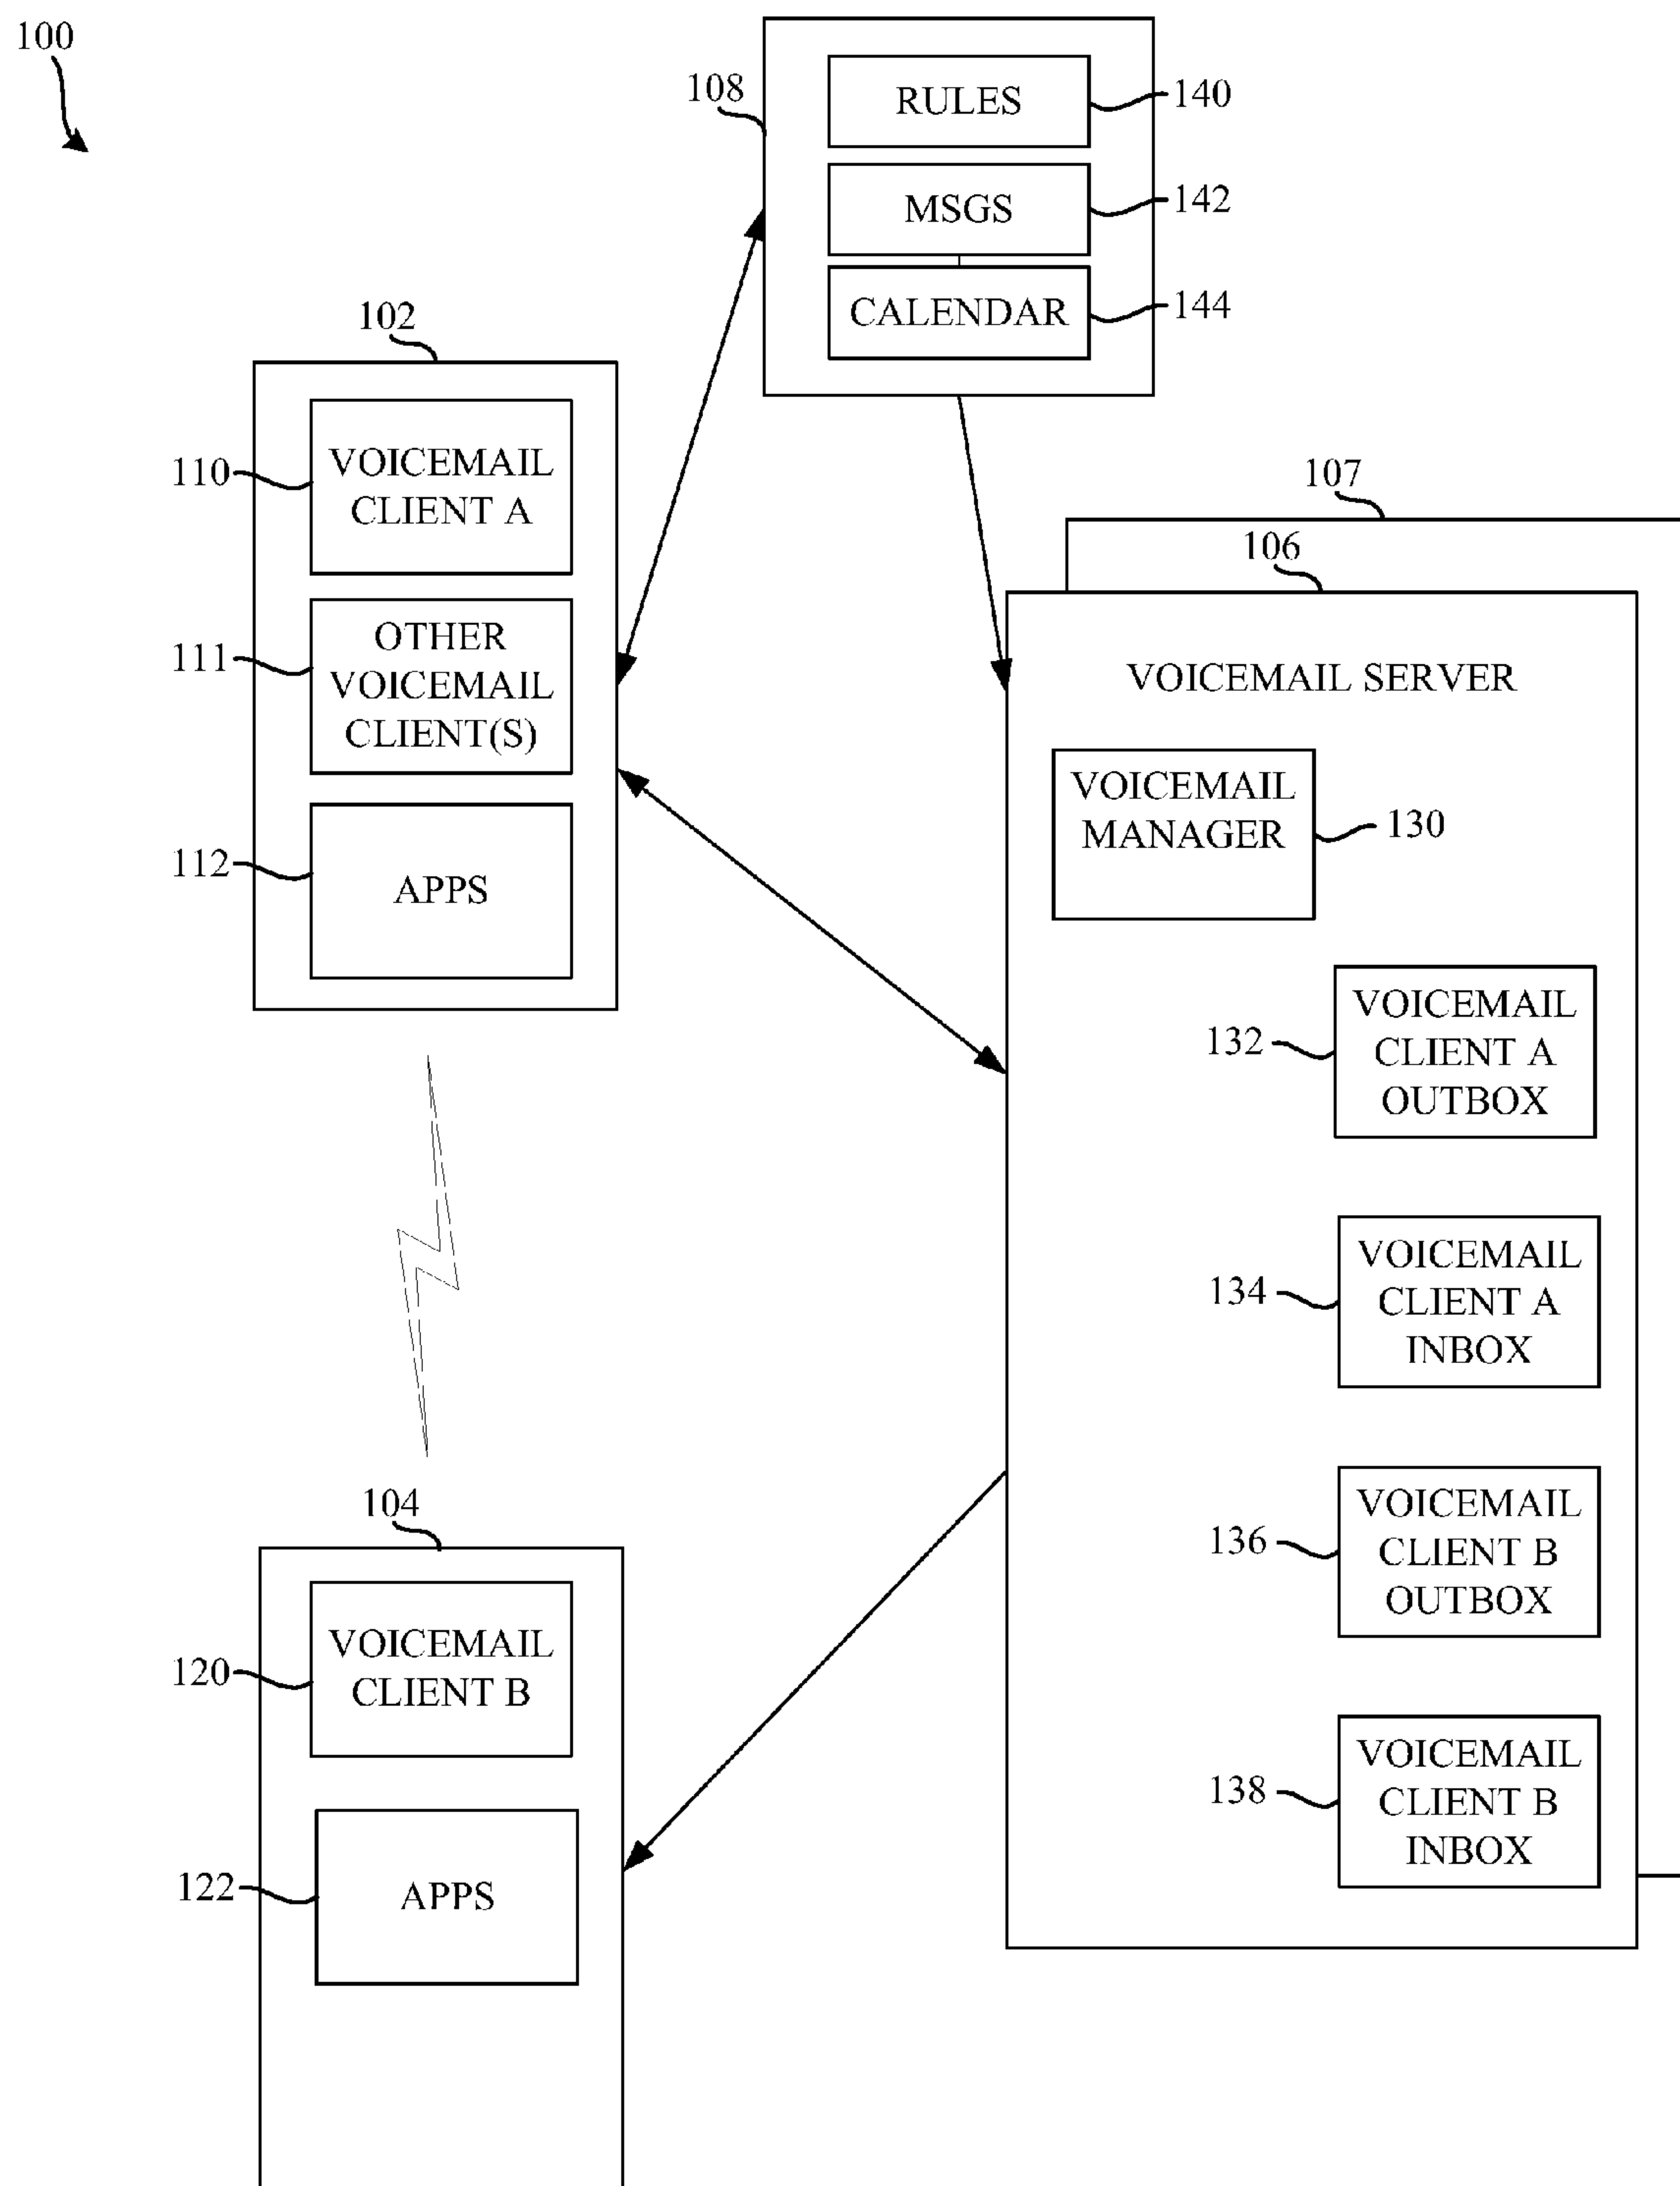 100
108
RULES
140
MSGS
142
CALENDAR
144
102
110
VOICEMAIL
CLIENT A
111
OTHER
VOICEMAIL
CLIENT(S)
112
APPS
107
106
VOICEMAIL SERVER
VOICEMAIL
MANAGER
130
132
VOICEMAIL
CLIENT A
OUTBOX
134
VOICEMAIL
CLIENT A
INBOX
136
VOICEMAIL
CLIENT B
OUTBOX
138
VOICEMAIL
CLIENT B
INBOX
104
120
VOICEMAIL
CLIENT B
122
APPS